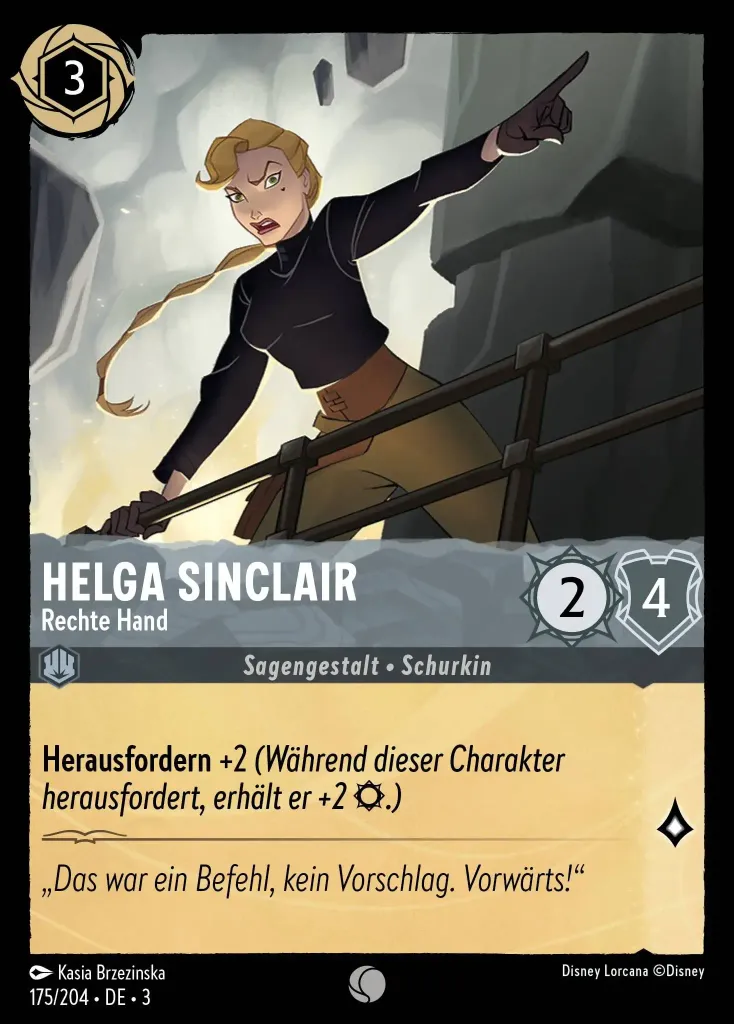 3
HELGA SINCLAIR
Rechte Hand
2
4
Sagengestalt • Schurkin
Herausfordern +2 (Während dieser Charakter
herausfordert, erhält er +2 .)
„Das war ein Befehl, kein Vorschlag. Vorwärts!“
Kasia Brzezinska
Disney Lorcana ©Disney
175/204 • DE • 3